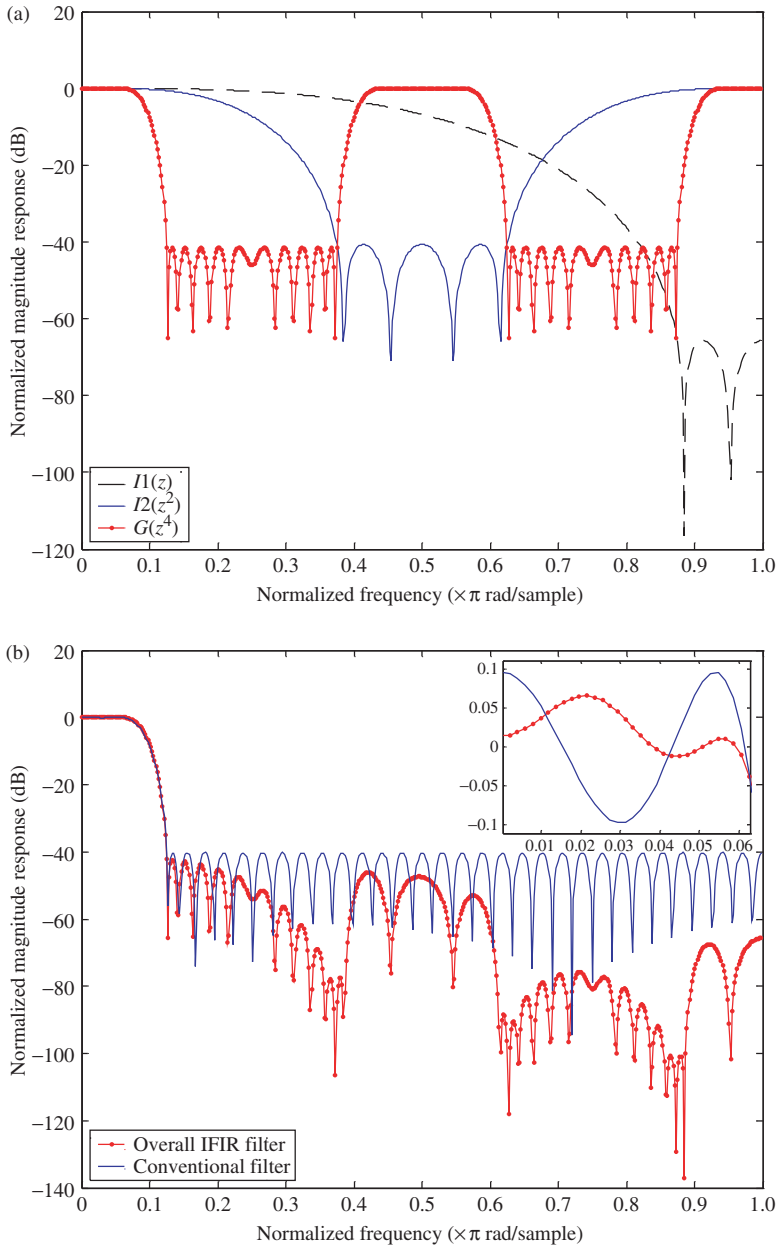 (a)
20
0
−20
−40
−60
−80
−100
−120
Normalized magnitude response (dB)
I1(z)
I2(z²)
G(z⁴)
0 0.1 0.2 0.3 0.4 0.5 0.6 0.7 0.8 0.9 1.0
Normalized frequency (×π rad/sample)
(b)
20
0
−20
−40
−60
−80
−100
−120
−140
Normalized magnitude response (dB)
0.1
0.05
0
−0.05
−0.1
0.01 0.02 0.03 0.04 0.05 0.06
Overall IFIR filter
Conventional filter
0 0.1 0.2 0.3 0.4 0.5 0.6 0.7 0.8 0.9 1.0
Normalized frequency (×π rad/sample)